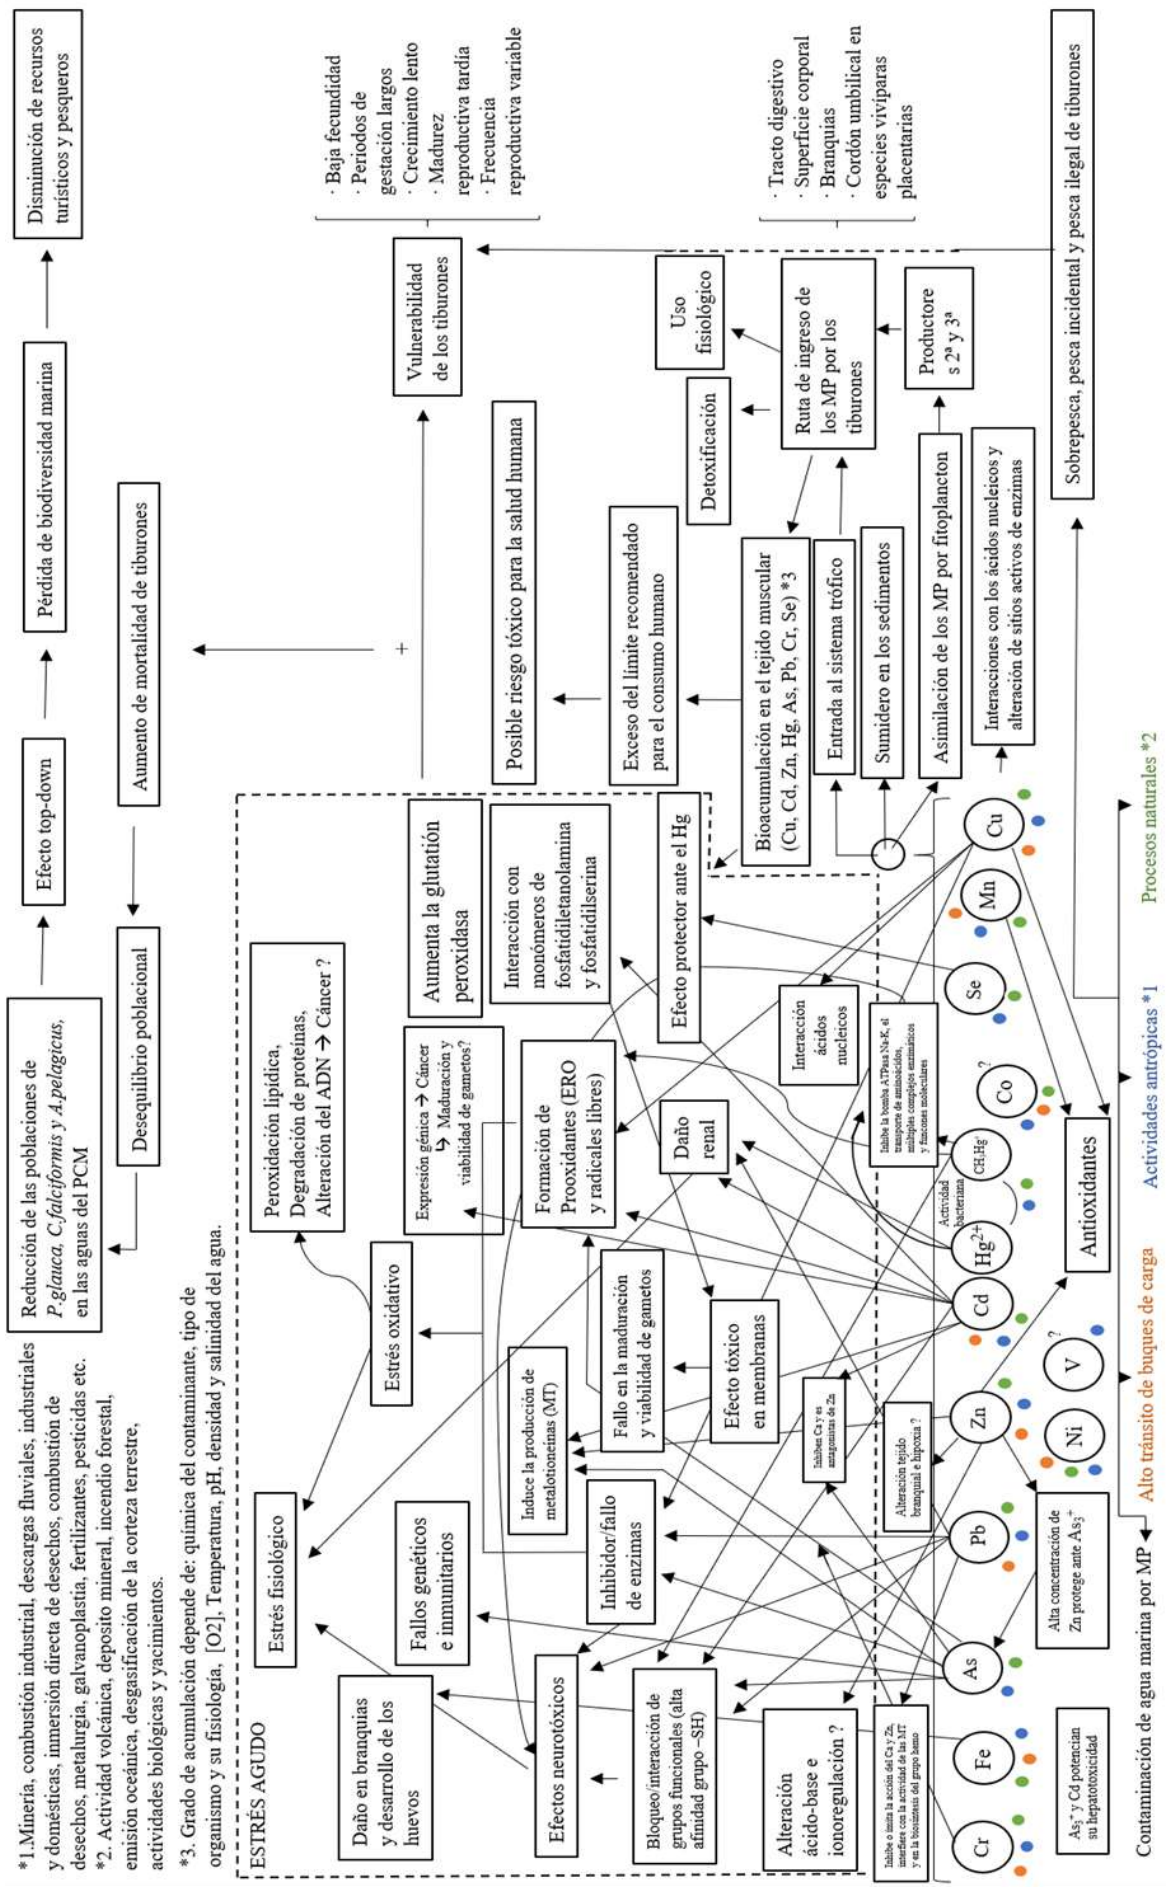 *1.Minería, combustión industrial, descargas fluviales, industriales
y domésticas, inmersión directa de desechos, combustión de
desechos, metalurgia, galvanoplastía, fertilizantes, pesticidas etc.
*2. Actividad volcánica, deposito mineral, incendio forestal,
emisión oceánica, desgasificación de la corteza terrestre,
actividades biológicas y yacimientos.
*3. Grado de acumulación depende de: química del contaminante, tipo de
organismo y su fisiología, [O2], Temperatura, pH, densidad y salinidad del agua.
Reducción de las poblaciones de
P.glauca, C.falciformis y A.pelagicus,
en las aguas del PCM
Efecto top-down
Pérdida de biodiversidad marina
Disminución de recursos
turísticos y pesqueros
Desequilibrio poblacional
Aumento de mortalidad de tiburones
+
ESTRÉS AGUDO
Estrés fisiológico
Estrés oxidativo
Peroxidación lipídica,
Degradación de proteínas,
Alteración del ADN → Cáncer ?
Daño en branquias
y desarrollo de los
huevos
Fallos genéticos
e inmunitarios
Expresión génica → Cáncer
↳ Maduración y
viabilidad de gametos?
Aumenta la glutatión
peroxidasa
Vulnerabilidad
de los tiburones
· Baja fecundidad
· Periodos de
gestación largos
· Crecimiento lento
· Madurez
reproductiva tardía
· Frecuencia
reproductiva variable
Efectos neurotóxicos
Induce la producción de
metalotioneínas (MT)
Formación de
Prooxidantes (ERO
y radicales libres)
Interacción con
monómeros de
fosfatidiletanolamina
y fosfatidilserina
Posible riesgo tóxico para la salud humana
Inhibidor/fallo
de enzimas
Fallo en la maduración
y viabilidad de gametos
Bloqueo/interacción de
grupos funcionales (alta
afinidad grupo –SH)
Efecto tóxico
en membranas
Daño
renal
Efecto protector ante el Hg
Exceso del limite recomendado
para el consumo humano
Detoxificación
Uso
fisiológico
Alteración
ácido-base e
ionoregulación ?
Inhiben Ca y es
antagonistas de Zn
Interacción
ácidos
nucleicos
Bioacumulación en el tejido muscular
(Cu, Cd, Zn, Hg, As, Pb, Cr, Se) *3
Ruta de ingreso de
los MP por los
tiburones
· Tracto digestivo
· Superficie corporal
· Branquias
· Cordón umbilical en
especies vivíparas
placentarias
Entrada al sistema trófico
Sumidero en los sedimentos
Asimilación de los MP por fitoplancton
Productore
s 2ª y 3ª
Inhibe o imita la acción del Ca y Zn,
interfiere con la actividad de las MT
y en la biosíntesis del grupo hemo
Alteración tejido
branquial e hipoxia ?
Inhibe la bomba ATPasa Na-K, el
transporte de aminoácidos,
múltiples complejos enzimáticos
y funciones moleculares
Actividad
bacteriana
Cr
Fe
As
Pb
Zn
Cd
Hg2+
CH3Hg+
Co
?
Se
Mn
Cu
Ni
V
?
Interacciones con los ácidos nucleicos y
alteración de sitios activos de enzimas
As3+ y Cd potencian
su hepatotoxicidad
Alta concentración de
Zn protege ante As3+
Antioxidantes
Sobrepesca, pesca incidental y pesca ilegal de tiburones
Contaminación de agua marina por MP
Alto tránsito de buques de carga
Actividades antrópicas *1
Procesos naturales *2